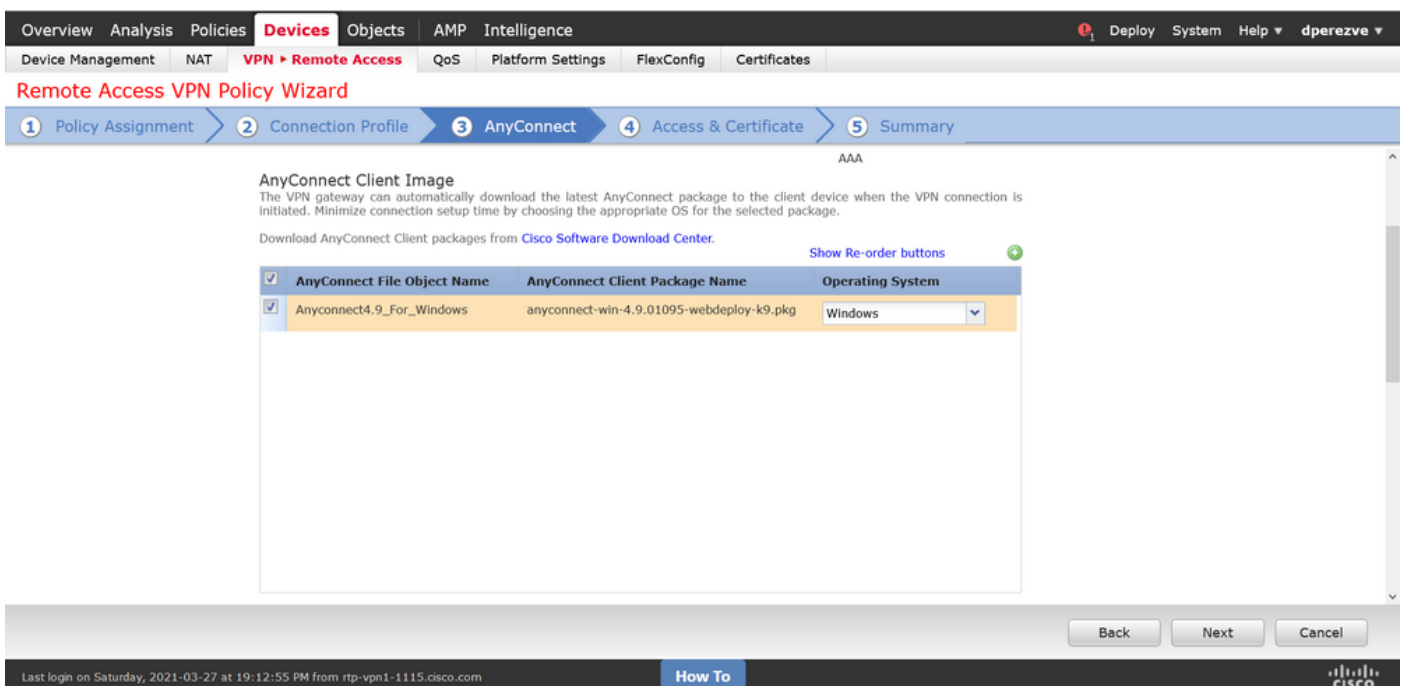 Overview Analysis Policies Devices Objects AMP Intelligence 1 Deploy System Help dperezve
Device Management NAT VPN ▸ Remote Access QoS Platform Settings FlexConfig Certificates
Remote Access VPN Policy Wizard
1 Policy Assignment 2 Connection Profile 3 AnyConnect 4 Access & Certificate 5 Summary
AAA
AnyConnect Client Image
The VPN gateway can automatically download the latest AnyConnect package to the client device when the VPN connection is
initiated. Minimize connection setup time by choosing the appropriate OS for the selected package.
Download AnyConnect Client packages from Cisco Software Download Center.
Show Re-order buttons
AnyConnect File Object Name AnyConnect Client Package Name Operating System
Anyconnect4.9_For_Windows anyconnect-win-4.9.01095-webdeploy-k9.pkg Windows
Back Next Cancel
Last login on Saturday, 2021-03-27 at 19:12:55 PM from rtp-vpn1-1115.cisco.com How To CISCO